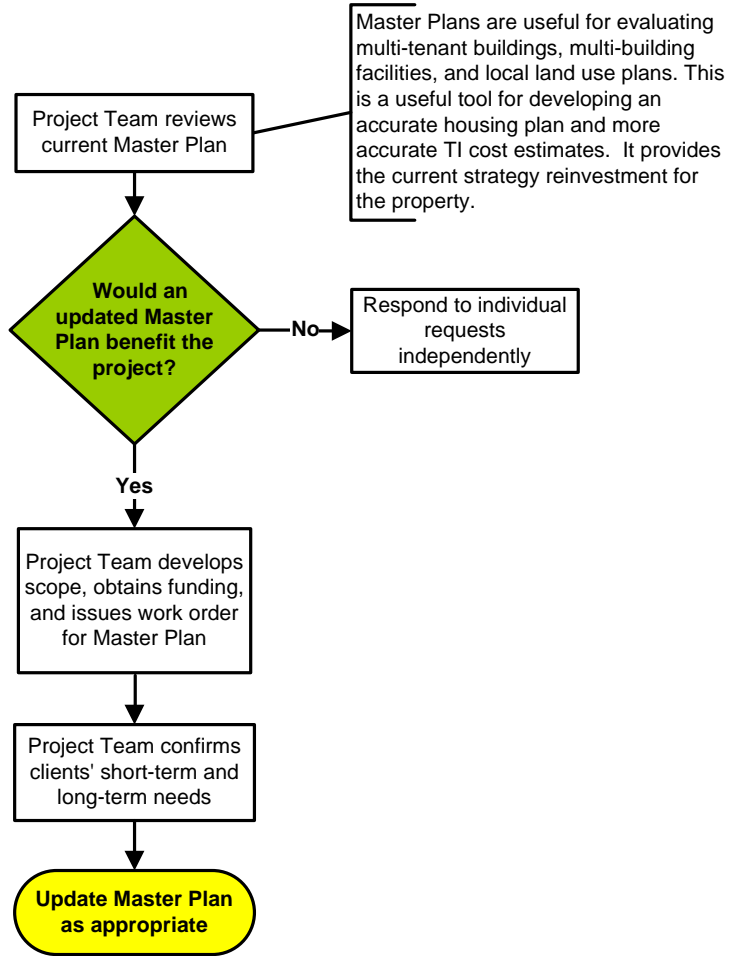 Master Plans are useful for evaluating
multi-tenant buildings, multi-building
facilities, and local land use plans. This
is a useful tool for developing an
accurate housing plan and more
accurate TI cost estimates.  It provides
the current strategy reinvestment for
the property.
Project Team reviews
current Master Plan
Would an
updated Master
Plan benefit the
project?
No
Respond to individual
requests
independently
Yes
Project Team develops
scope, obtains funding,
and issues work order
for Master Plan
Project Team confirms
clients' short-term and
long-term needs
Update Master Plan
as appropriate